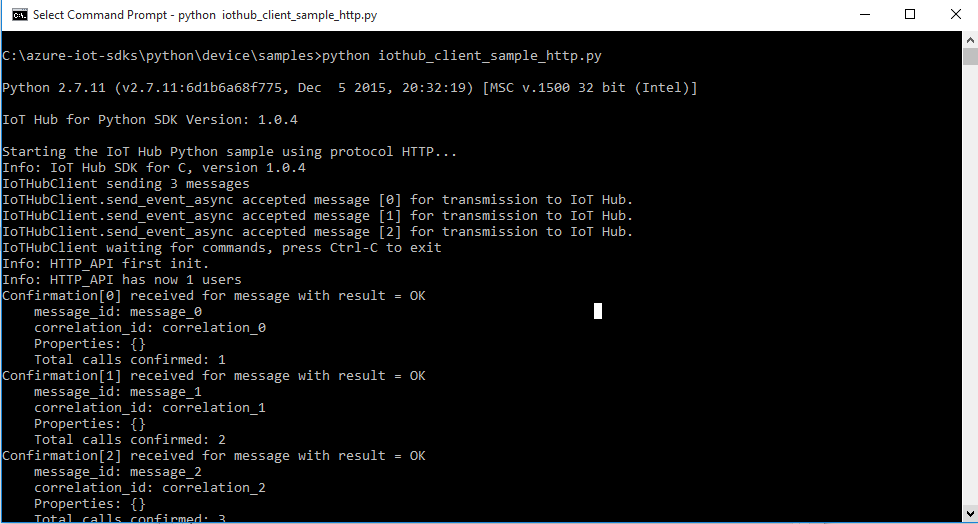 Select Command Prompt - python  iothub_client_sample_http.py
C:\azure-iot-sdks\python\device\samples>python iothub_client_sample_http.py
Python 2.7.11 (v2.7.11:6d1b6a68f775, Dec  5 2015, 20:32:19) [MSC v.1500 32 bit (Intel)]
IoT Hub for Python SDK Version: 1.0.4
Starting the IoT Hub Python sample using protocol HTTP...
Info: IoT Hub SDK for C, version 1.0.4
IoTHubClient sending 3 messages
IoTHubClient.send_event_async accepted message [0] for transmission to IoT Hub.
IoTHubClient.send_event_async accepted message [1] for transmission to IoT Hub.
IoTHubClient.send_event_async accepted message [2] for transmission to IoT Hub.
IoTHubClient waiting for commands, press Ctrl-C to exit
Info: HTTP_API first init.
Info: HTTP_API has now 1 users
Confirmation[0] received for message with result = OK
    message_id: message_0
    correlation_id: correlation_0
    Properties: {}
    Total calls confirmed: 1
Confirmation[1] received for message with result = OK
    message_id: message_1
    correlation_id: correlation_1
    Properties: {}
    Total calls confirmed: 2
Confirmation[2] received for message with result = OK
    message_id: message_2
    correlation_id: correlation_2
    Properties: {}
    Total calls confirmed: 3